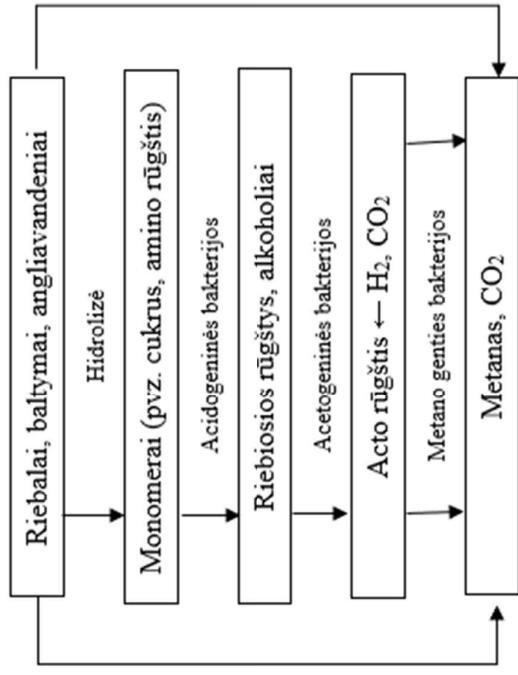 Riebalai, baltymai, angliavandeniai
Hidrolizė
Monomerai (pvz. cukrus, amino rūgštis)
Acidogeninės bakterijos
Riebiosios rūgštys, alkoholiai
Acetogeninės bakterijos
Acto rūgštis ← H₂, CO₂
Metano genties bakterijos
Metanas, CO₂